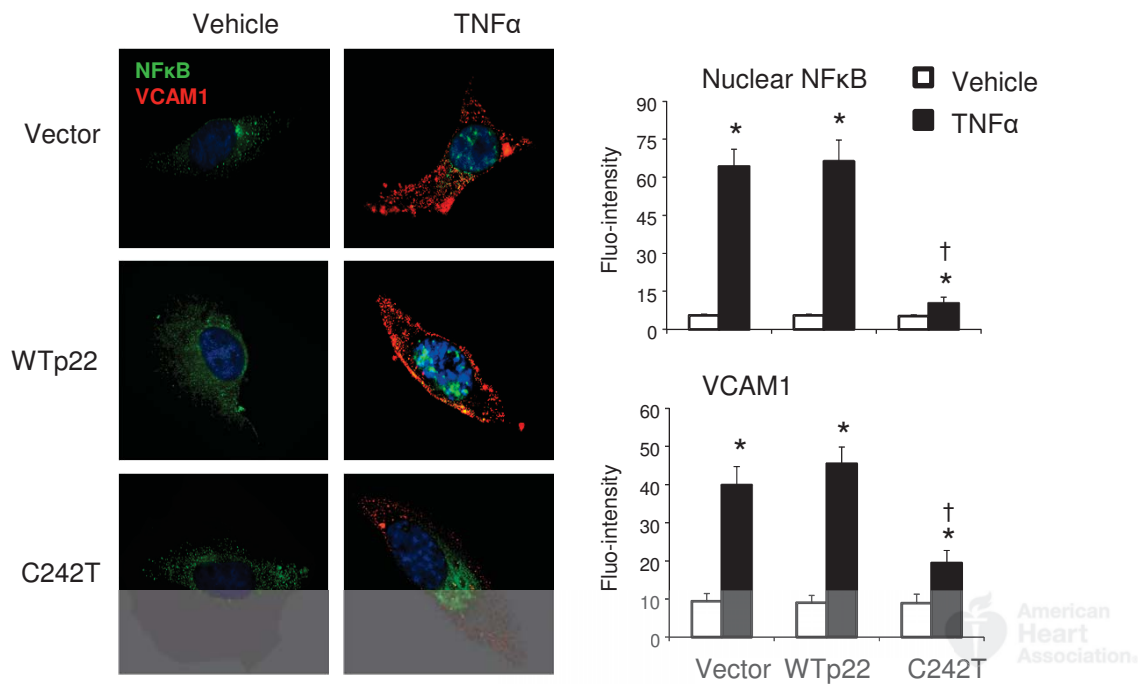 Vehicle
TNFα
NFκB
VCAM1
Vector
WTp22
C242T
Nuclear NFκB
Vehicle
TNFα
Fluo-intensity
90
75
60
45
30
15
0
*
*
†
*
VCAM1
Fluo-intensity
60
50
40
30
20
10
0
*
*
†
*
Vector
WTp22
C242T
American
Heart
Association®